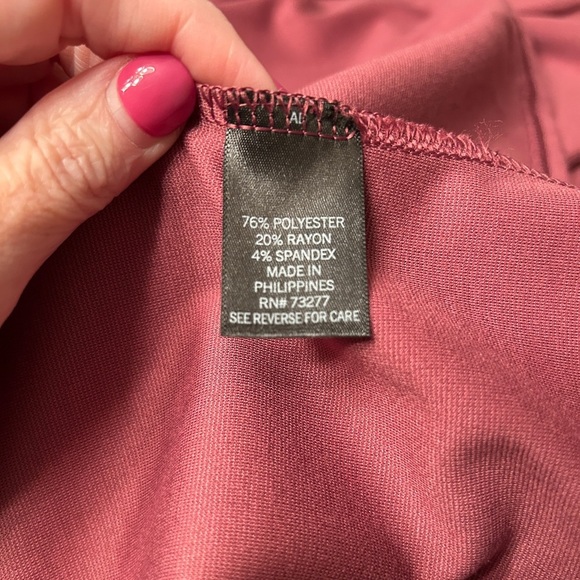 76% POLYESTER
20% RAYON
4% SPANDEX
MADE IN
PHILIPPINES
RN# 73277
SEE REVERSE FOR CARE